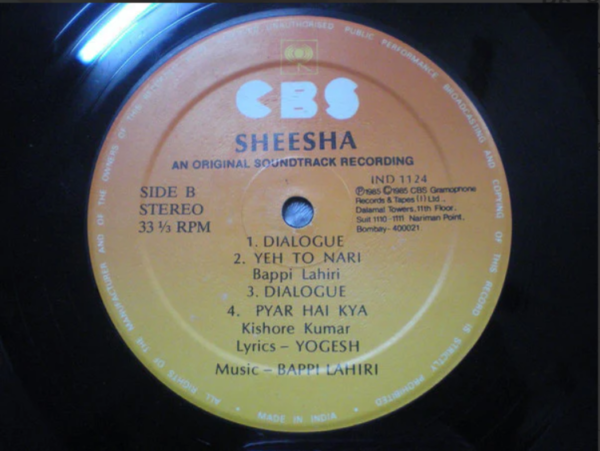 CBS
SHEESHA
AN ORIGINAL SOUNDTRACK RECORDING
SIDE B
STEREO
33 ⅓ RPM
IND 1124
Ⓟ1985 ©1985 CBS Gramophone
Records & Tapes (I) Ltd.
Dalamal Towers, 11th Floor,
Suit 1110-1111 Nariman Point,
Bombay- 400021
1. DIALOGUE
2. YEH TO NARI
Bappi Lahiri
3. DIALOGUE
4. PYAR HAI KYA
Kishore Kumar
Lyrics – YOGESH
Music – BAPPI LAHIRI
ALL RIGHTS OF THE MANUFACTURER AND OF THE OWNERS OF THE UNAUTHORISED PUBLIC PERFORMANCE BROADCASTING AND COPYING OF THIS RECORD IS STRICTLY PROHIBITED
MADE IN INDIA